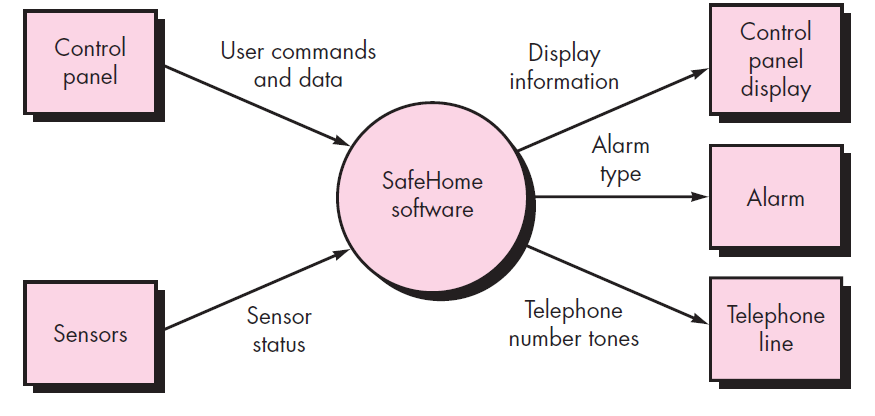 Control
panel
User commands
and data
Display
information
Control
panel
display
Alarm
type
SafeHome
software
Alarm
Sensors
Sensor
status
Telephone
number tones
Telephone
line